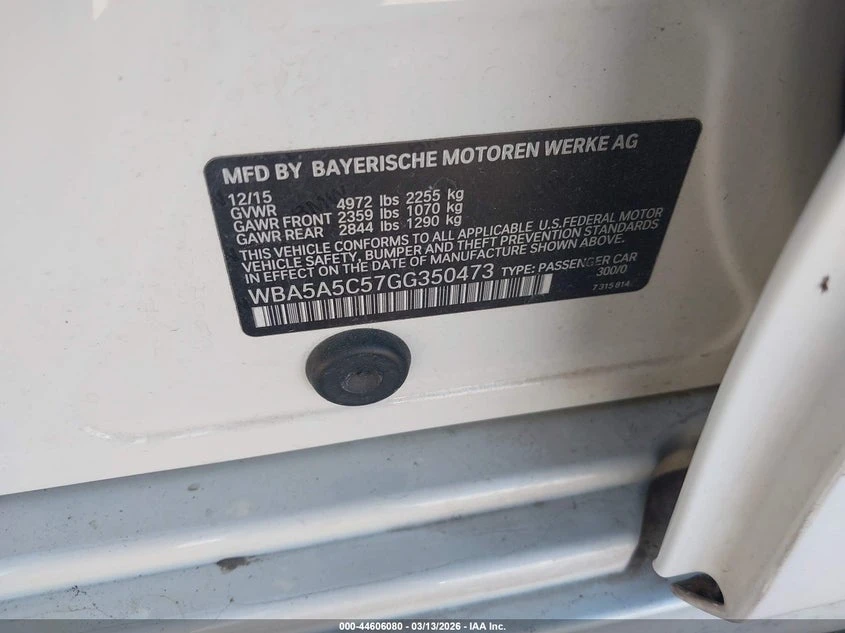 MFD BY BAYERISCHE MOTOREN WERKE AG
12/15
GVWR 4972 lbs 2255 kg
GAWR FRONT 2359 lbs 1070 kg
GAWR REAR 2844 lbs 1290 kg
THIS VEHICLE CONFORMS TO ALL APPLICABLE U.S.FEDERAL MOTOR
VEHICLE SAFETY, BUMPER AND THEFT PREVENTION STANDARDS
IN EFFECT ON THE DATE OF MANUFACTURE SHOWN ABOVE.
WBA5A5C57GG350473 TYPE: PASSENGER CAR
300/0
7 315 814
000-44606080 - 03/13/2026 - IAA Inc.